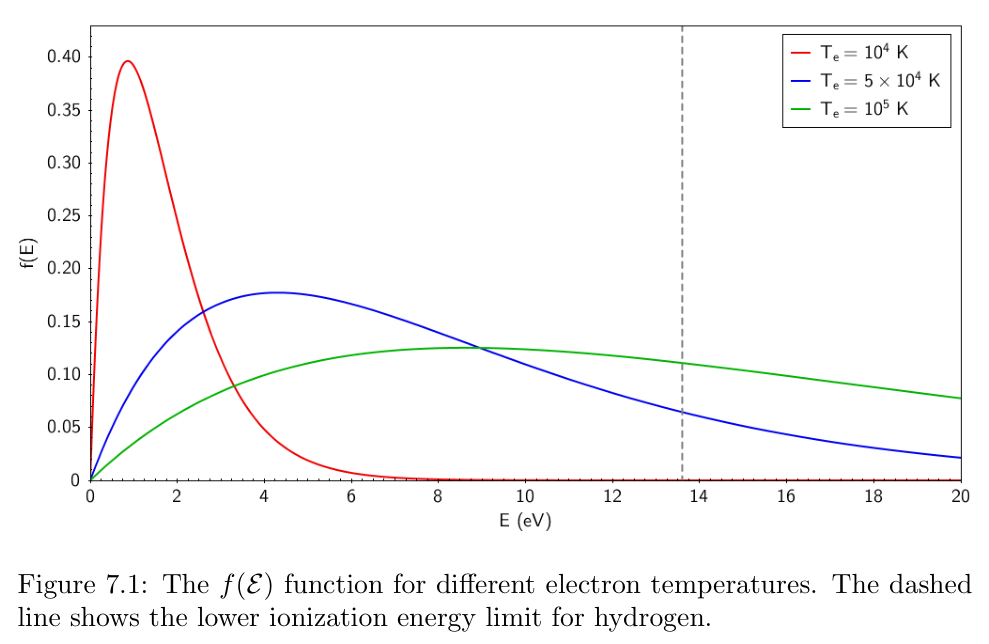 0.40
0.35
0.30
0.25
0.20
0.15
0.10
0.05
0
f(E)
0 2 4 6 8 10 12 14 16 18 20
E (eV)
Tₑ = 10⁴ K
Tₑ = 5 × 10⁴ K
Tₑ = 10⁵ K
Figure 7.1: The f(ℰ) function for different electron temperatures. The dashed
line shows the lower ionization energy limit for hydrogen.